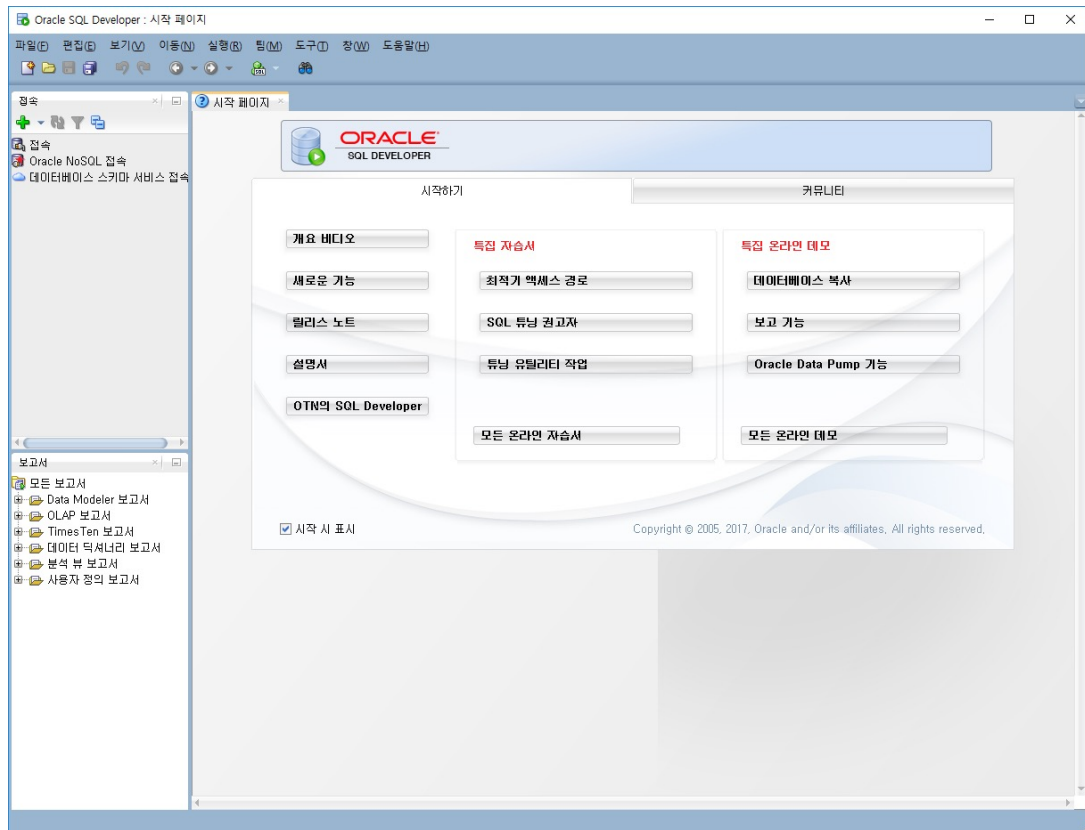 Oracle SQL Developer : 시작 페이지
파일(F) 편집(E) 보기(V) 이동(N) 실행(R) 팀(M) 도구(T) 창(W) 도움말(H)
접속
접속
Oracle NoSQL 접속
데이터베이스 스키마 서비스 접속
보고서
모든 보고서
Data Modeler 보고서
OLAP 보고서
TimesTen 보고서
데이터 딕셔너리 보고서
분석 뷰 보고서
사용자 정의 보고서
시작 페이지
ORACLE
SQL DEVELOPER
시작하기 커뮤니티
개요 비디오
새로운 기능
릴리스 노트
설명서
OTN의 SQL Developer
특집 자습서
최적기 액세스 경로
SQL 튜닝 권고자
튜닝 유틸리티 작업
모든 온라인 자습서
특집 온라인 데모
데이터베이스 복사
보고 기능
Oracle Data Pump 기능
모든 온라인 데모
시작 시 표시
Copyright © 2005, 2017, Oracle and/or its affiliates, All rights reserved,